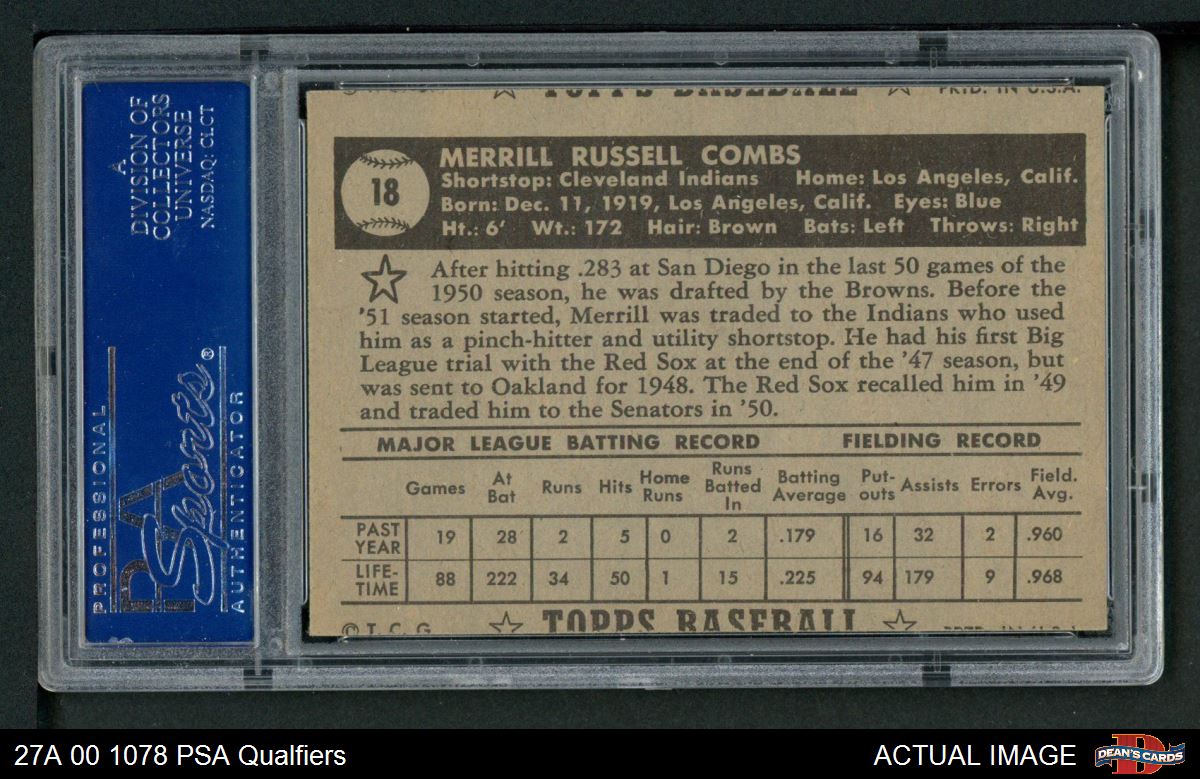 A
DIVISION OF
COLLECTORS
UNIVERSE
NASDAQ: CLCT
PROFESSIONAL
PSA Sports®
AUTHENTICATOR
TOPPS BASEBALL PRTD. IN U.S.A.
18
MERRILL RUSSELL COMBS
Shortstop: Cleveland Indians Home: Los Angeles, Calif.
Born: Dec. 11, 1919, Los Angeles, Calif. Eyes: Blue
Ht.: 6' Wt.: 172 Hair: Brown Bats: Left Throws: Right
After hitting .283 at San Diego in the last 50 games of the
1950 season, he was drafted by the Browns. Before the
'51 season started, Merrill was traded to the Indians who used
him as a pinch-hitter and utility shortstop. He had his first Big
League trial with the Red Sox at the end of the '47 season, but
was sent to Oakland for 1948. The Red Sox recalled him in '49
and traded him to the Senators in '50.
MAJOR LEAGUE BATTING RECORD FIELDING RECORD
Games At Bat Runs Hits Home Runs Runs Batted In Batting Average Put-outs Assists Errors Field. Avg.
PAST YEAR 19 28 2 5 0 2 .179 16 32 2 .960
LIFE-TIME 88 222 34 50 1 15 .225 94 179 9 .968
© T. C. G. TOPPS BASEBALL
27A 00 1078 PSA Qualfiers ACTUAL IMAGE DEAN'S CARDS